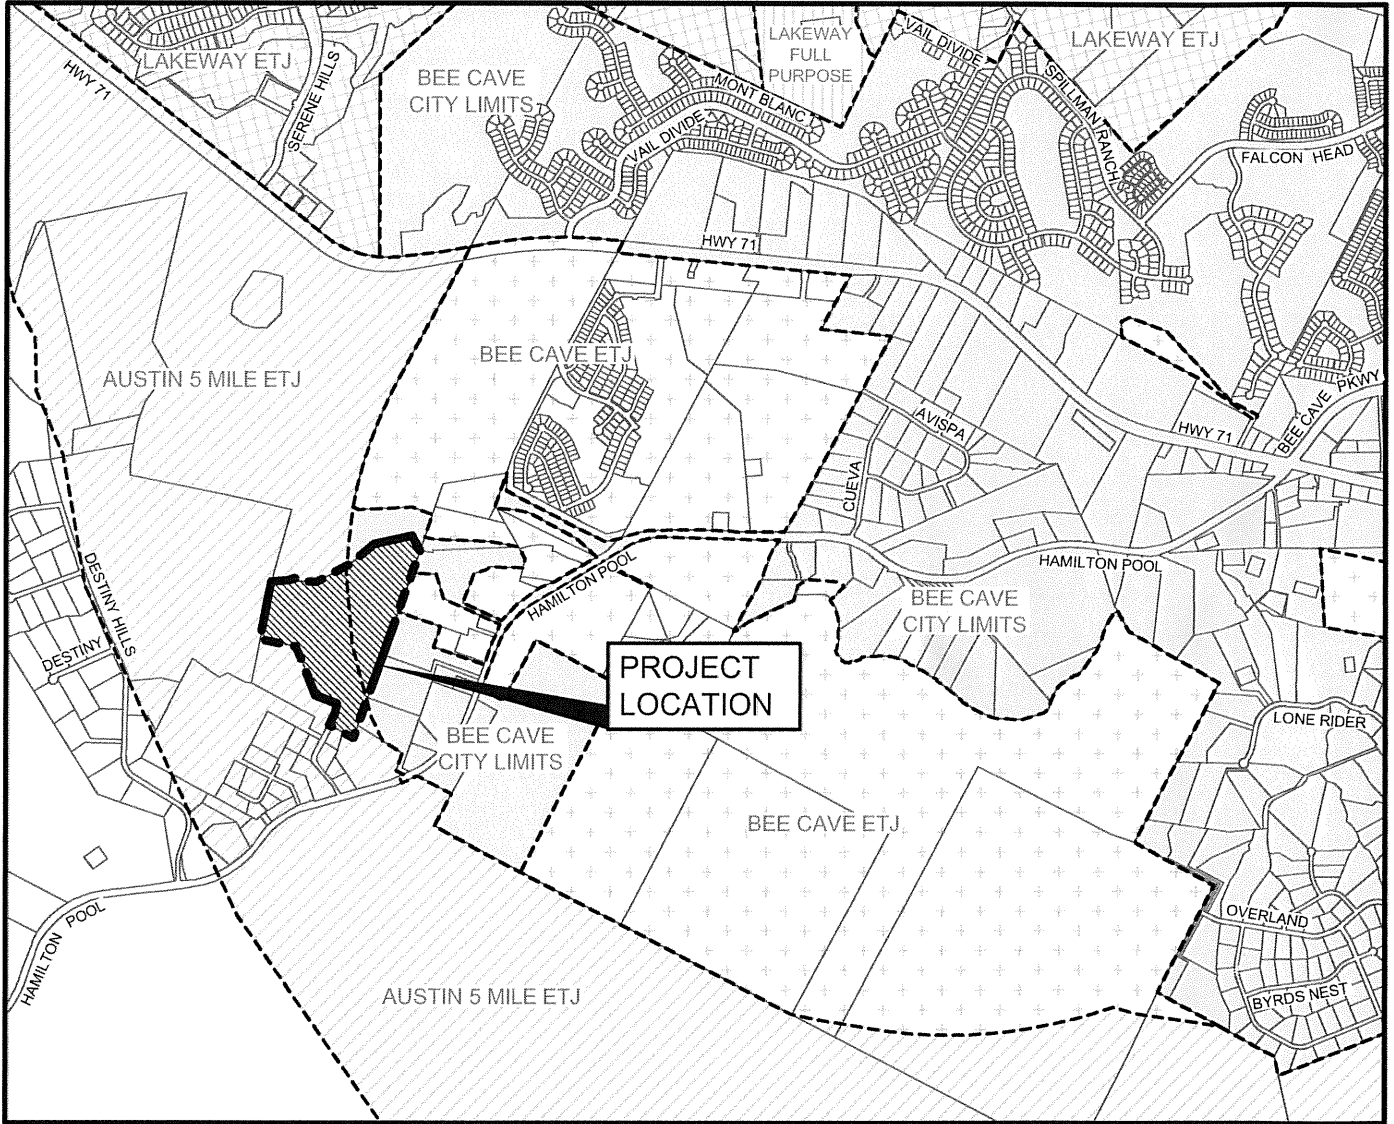 LAKEWAY ETJ
HWY 71
SERENE HILLS
BEE CAVE
CITY LIMITS
LAKEWAY
FULL
PURPOSE
VAIL DIVIDE
LAKEWAY ETJ
MONT BLANC
VAIL DIVIDE
SPILLMAN RANCH
FALCON HEAD
HWY 71
AUSTIN 5 MILE ETJ
BEE CAVE ETJ
AVISPA
CUEVA
HWY 71
BEE CAVE PKWY
DESTINY HILLS
DESTINY
HAMILTON POOL
HAMILTON POOL
BEE CAVE
CITY LIMITS
PROJECT
LOCATION
BEE CAVE
CITY LIMITS
LONE RIDER
BEE CAVE ETJ
HAMILTON POOL
OVERLAND
AUSTIN 5 MILE ETJ
BYRDS NEST